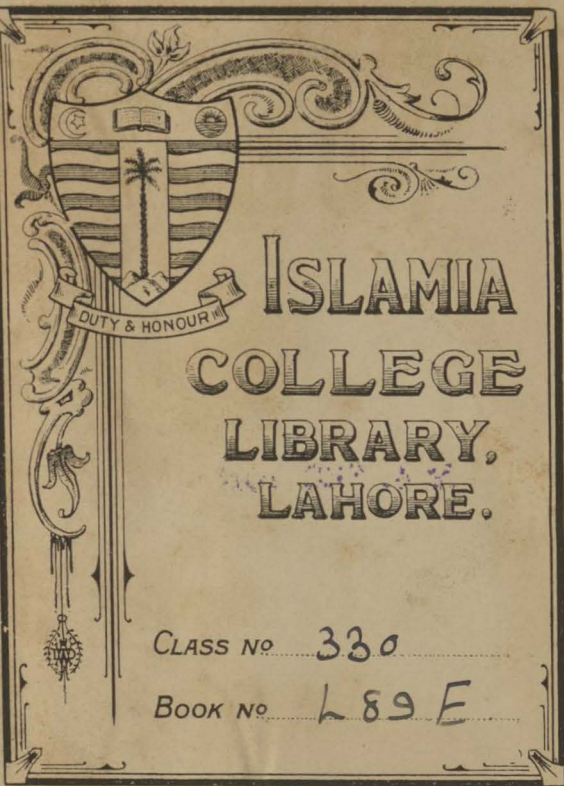 DUTY & HONOUR
ISLAMIA
COLLEGE
LIBRARY,
LAHORE.
CLASS Nº 330
BOOK Nº L89E